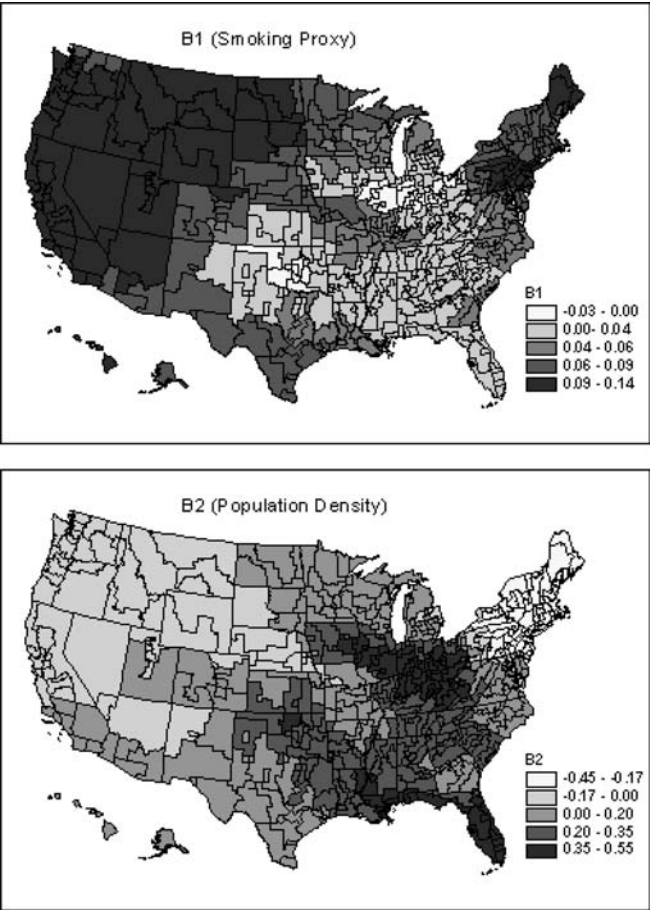 B1 (Smoking Proxy)
B1
-0.03 - 0.00
0.00- 0.04
0.04 - 0.06
0.06 - 0.09
0.09 - 0.14
B2 (Population Density)
B2
-0.45 - -0.17
-0.17 - 0.00
0.00 - 0.20
0.20 - 0.35
0.35 - 0.55